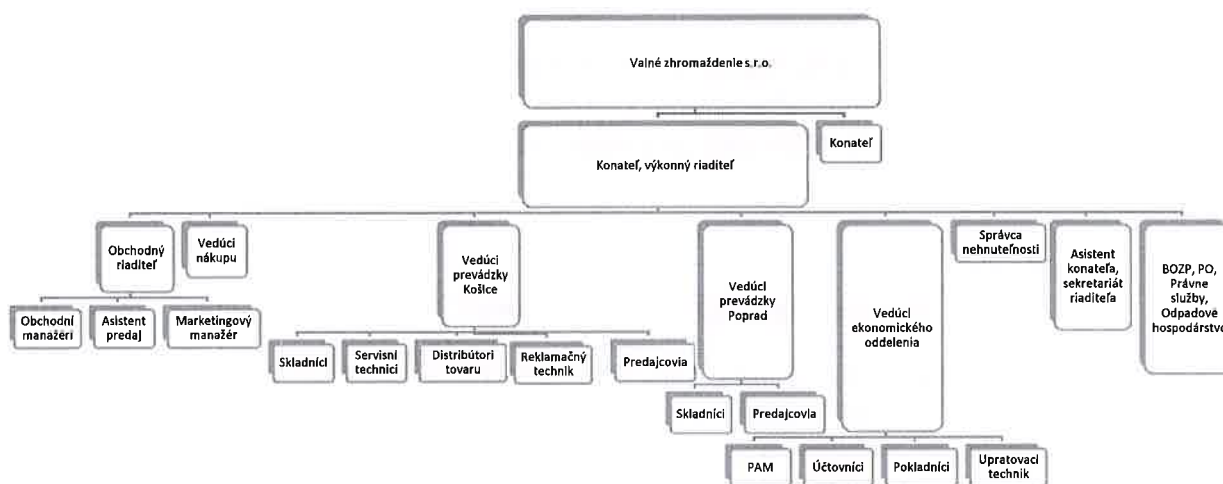 Valné zhromaždenie s.r.o.
Konateľ
Konateľ, výkonný riaditeľ
Obchodný
riaditeľ
Vedúci
nákupu
Vedúci
prevádzky
Košice
Vedúci
prevádzky
Poprad
Vedúci
ekonomického
oddelenia
Správca
nehnuteľnosti
Asistent
konateľa,
sekretariát
riaditeľa
BOZP, PO,
Právne
služby,
Odpadové
hospodárstvo
Obchodní
manažéri
Asistent
predaj
Marketingový
manažér
Skladníci
Servisní
technici
Distribútori
tovaru
Reklamačný
technik
Predajcovia
Skladníci
Predajcovia
PAM
Účtovníci
Pokladníci
Upratovací
technik